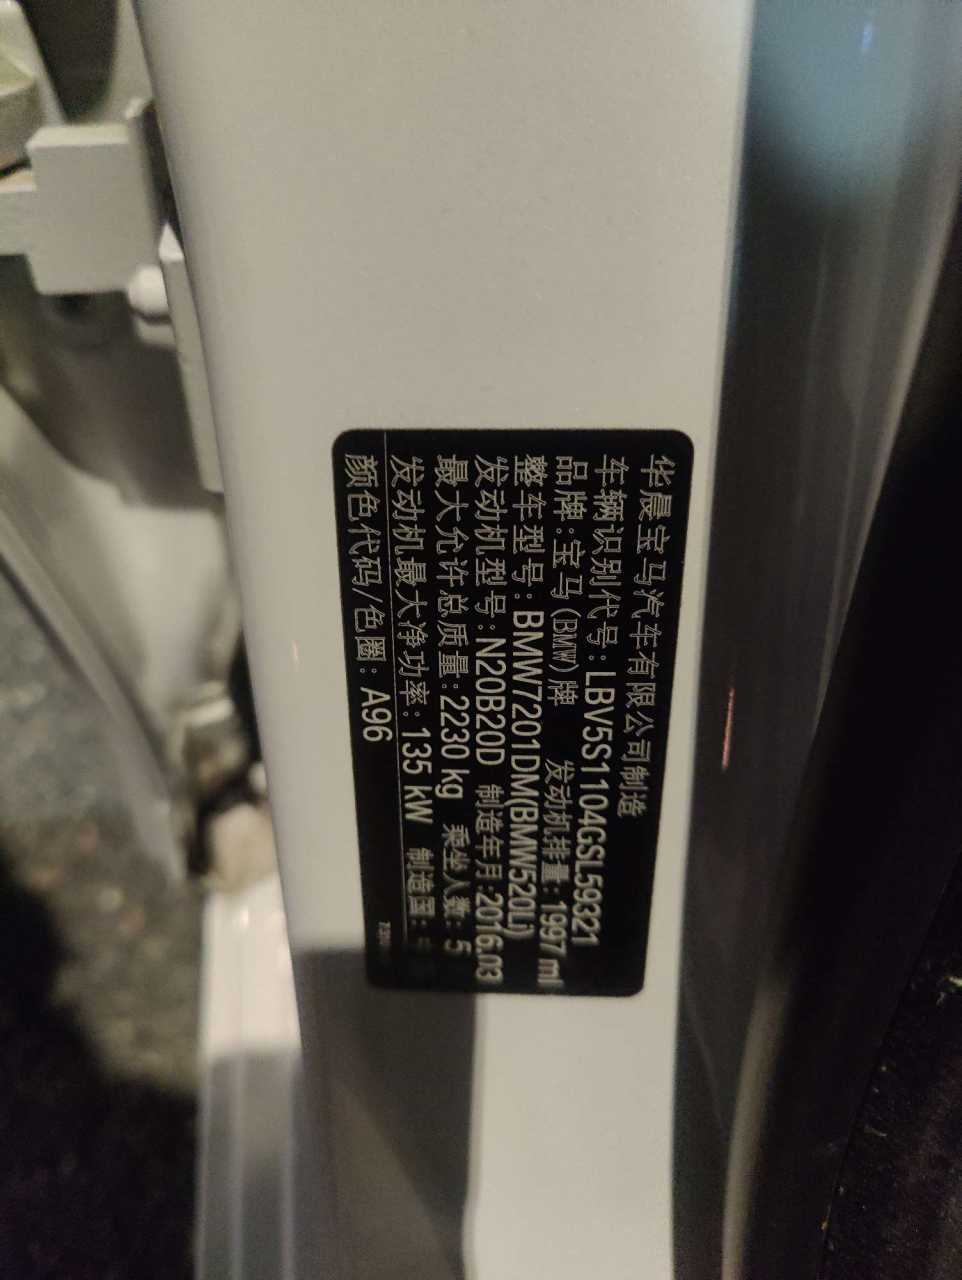 华晨宝马汽车有限公司制造
车辆识别代号:LBV5S1104GSL59321
品牌:宝马(BMW)牌 发动机排量:1997 ml
整车型号:BMW7201DM(BMW520Li)
发动机型号:N20B20D 制造年月:2016.03
最大允许总质量:2230 kg 乘坐人数:5
发动机最大净功率:135 kW 制造国:
颜色代码/色圈:A96